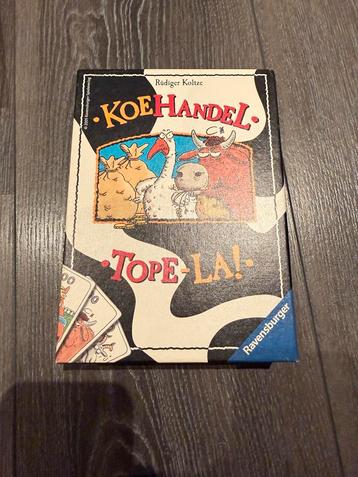 Rüdiger Koltze
· KOEHANDEL ·
· TOPE-LA! ·
Ravensburger